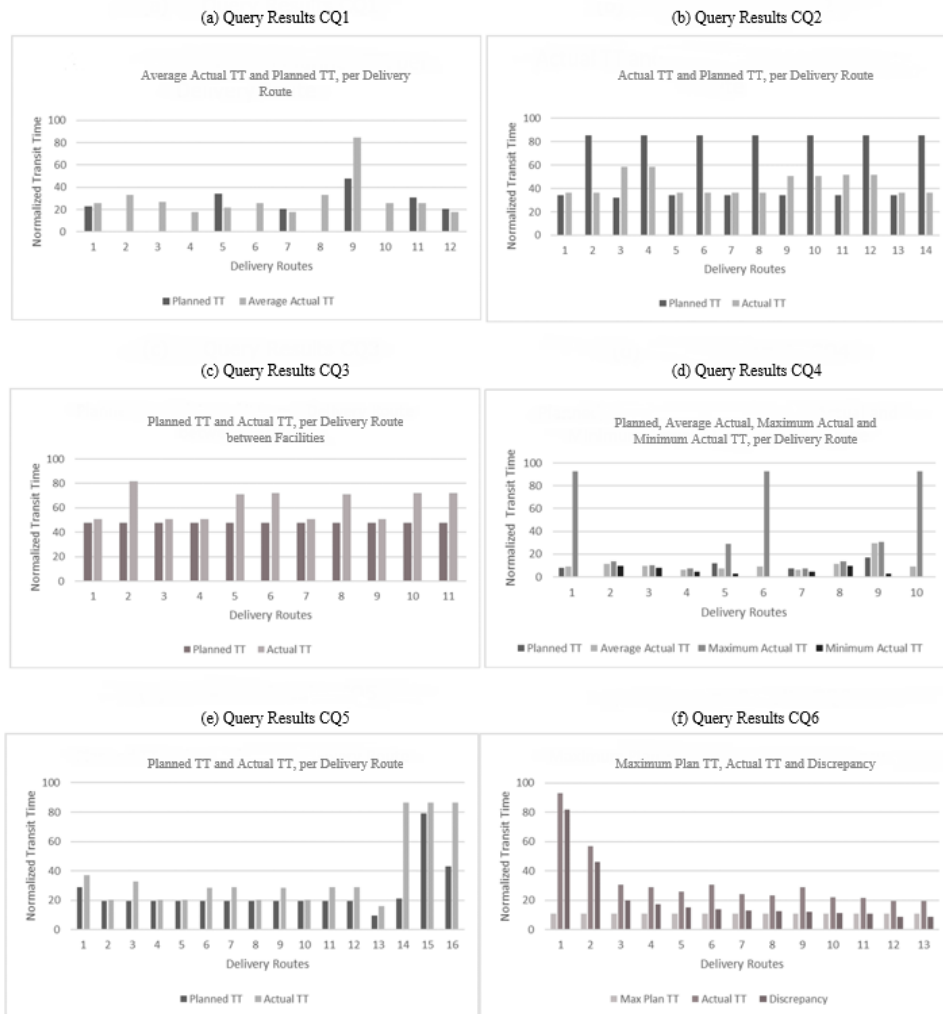 (a) Query Results CQ1
Average Actual TT and Planned TT, per Delivery
Route
Normalized Transit Time
100
80
60
40
20
0
1 2 3 4 5 6 7 8 9 10 11 12
Delivery Routes
Planned TT Average Actual TT
(b) Query Results CQ2
Actual TT and Planned TT, per Delivery Route
Normalized Transit Time
100
80
60
40
20
0
1 2 3 4 5 6 7 8 9 10 11 12 13 14
Delivery Routes
Planned TT Actual TT
(c) Query Results CQ3
Planned TT and Actual TT, per Delivery Route
between Facilities
Normalized Transit Time
100
80
60
40
20
0
1 2 3 4 5 6 7 8 9 10 11
Delivery Routes
Planned TT Actual TT
(d) Query Results CQ4
Planned, Average Actual, Maximum Actual and
Minimum Actual TT, per Delivery Route
Normalized Transit Time
100
80
60
40
20
0
1 2 3 4 5 6 7 8 9 10
Delivery Routes
Planned TT Average Actual TT Maximum Actual TT Minimum Actual TT
(e) Query Results CQ5
Planned TT and Actual TT, per Delivery Route
Normalized Transit Time
100
80
60
40
20
0
1 2 3 4 5 6 7 8 9 10 11 12 13 14 15 16
Delivery Routes
Planned TT Actual TT
(f) Query Results CQ6
Maximum Plan TT, Actual TT and Discrepancy
Normalized Transit Time
100
80
60
40
20
0
1 2 3 4 5 6 7 8 9 10 11 12 13
Delivery Routes
Max Plan TT Actual TT Discrepancy